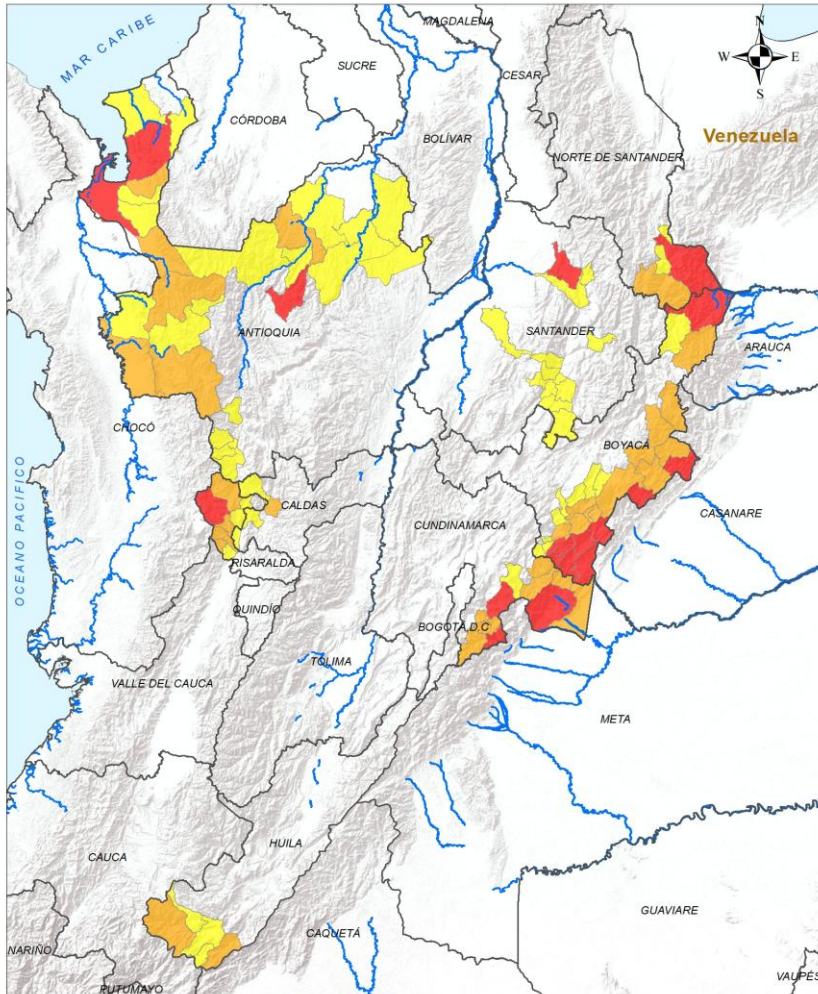 MAGDALENA
MAR CARIBE
N
W
E
S
SUCRE
CESAR
CÓRDOBA
BOLÍVAR
Venezuela
NORTE DE SANTANDER
ANTIOQUIA
SANTANDER
ARAUCA
CHOCÓ
BOYACÁ
OCEANO PACIFICO
CALDAS
CUNDINAMARCA
CASANARE
RISARALDA
QUINDÍO
BOGOTÁ, D.C
TOLIMA
VALLE DEL CAUCA
META
HUILA
CAUCA
GUAVIARE
CAQUETÁ
NARIÑO
PUTUMAYO
VAUPÉS